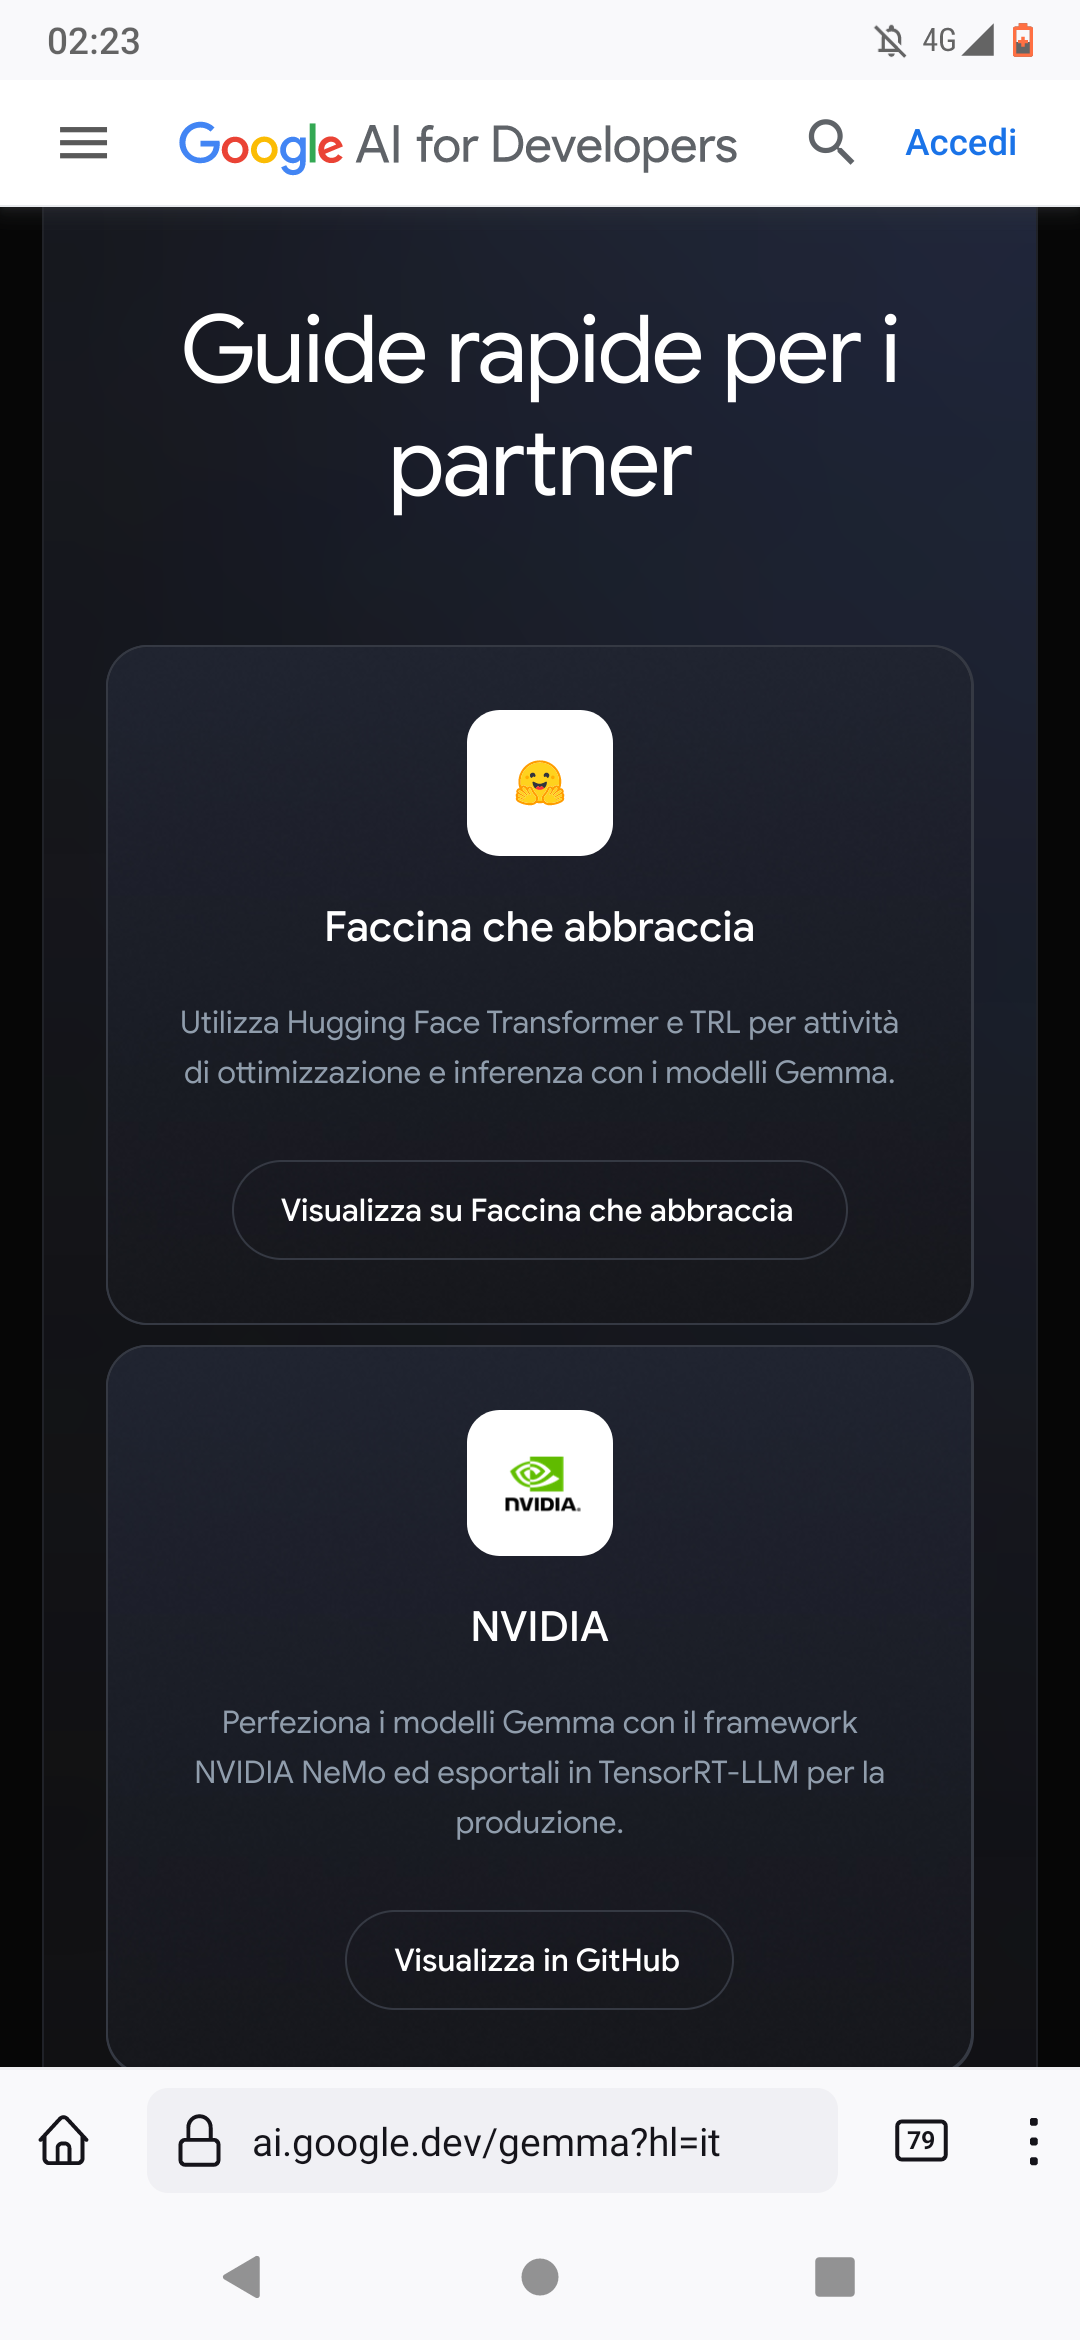 02:23
4G
Google AI for Developers
Accedi
Guide rapide per i
partner
Faccina che abbraccia
Utilizza Hugging Face Transformer e TRL per attività
di ottimizzazione e inferenza con i modelli Gemma.
Visualizza su Faccina che abbraccia
NVIDIA.
NVIDIA
Perfeziona i modelli Gemma con il framework
NVIDIA NeMo ed esportali in TensorRT-LLM per la
produzione.
Visualizza in GitHub
ai.google.dev/gemma?hl=it
79